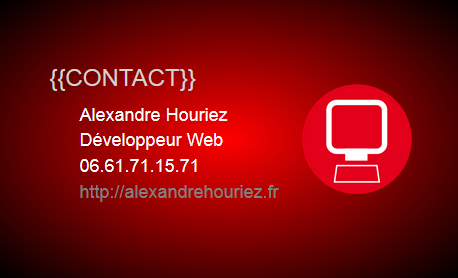 {{CONTACT}}
Alexandre Houriez
Développeur Web
06.61.71.15.71
http://alexandrehouriez.fr